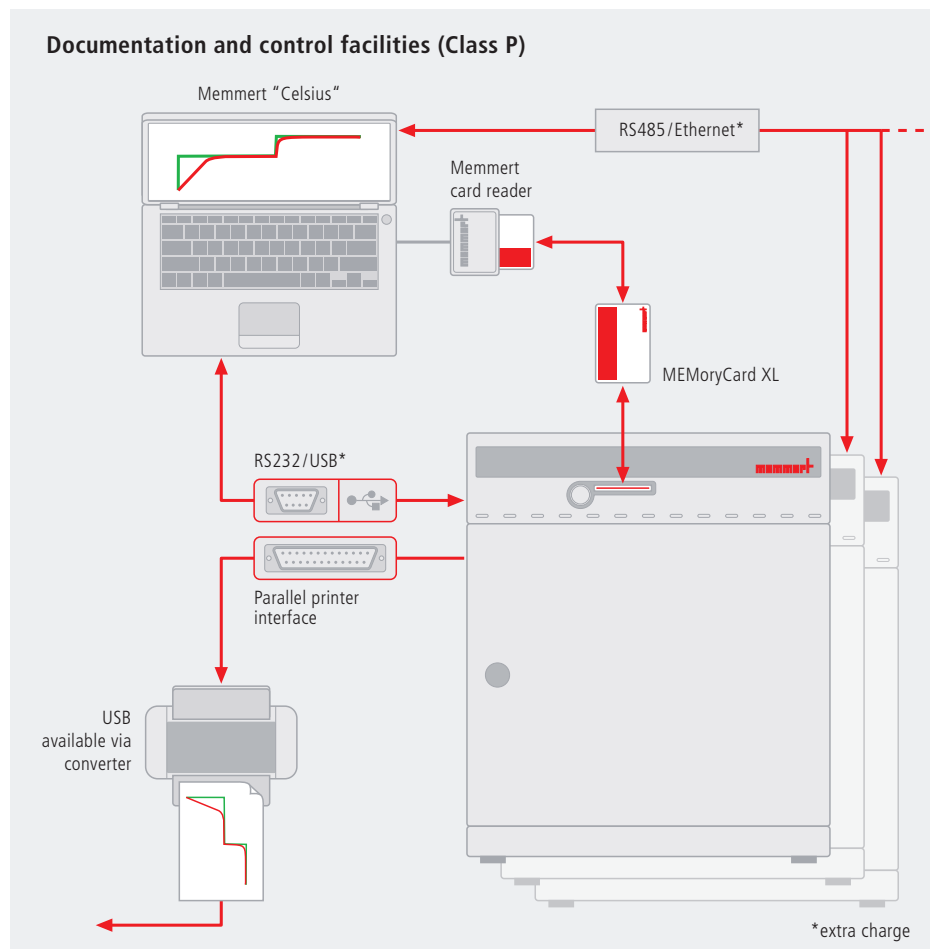 Documentation and control facilities (Class P)
Memmert “Celsius“
RS485/Ethernet*
Memmert
card reader
memmert
MEMoryCard XL
RS232/USB*
memmert
Parallel printer
interface
USB
available via
converter
*extra charge